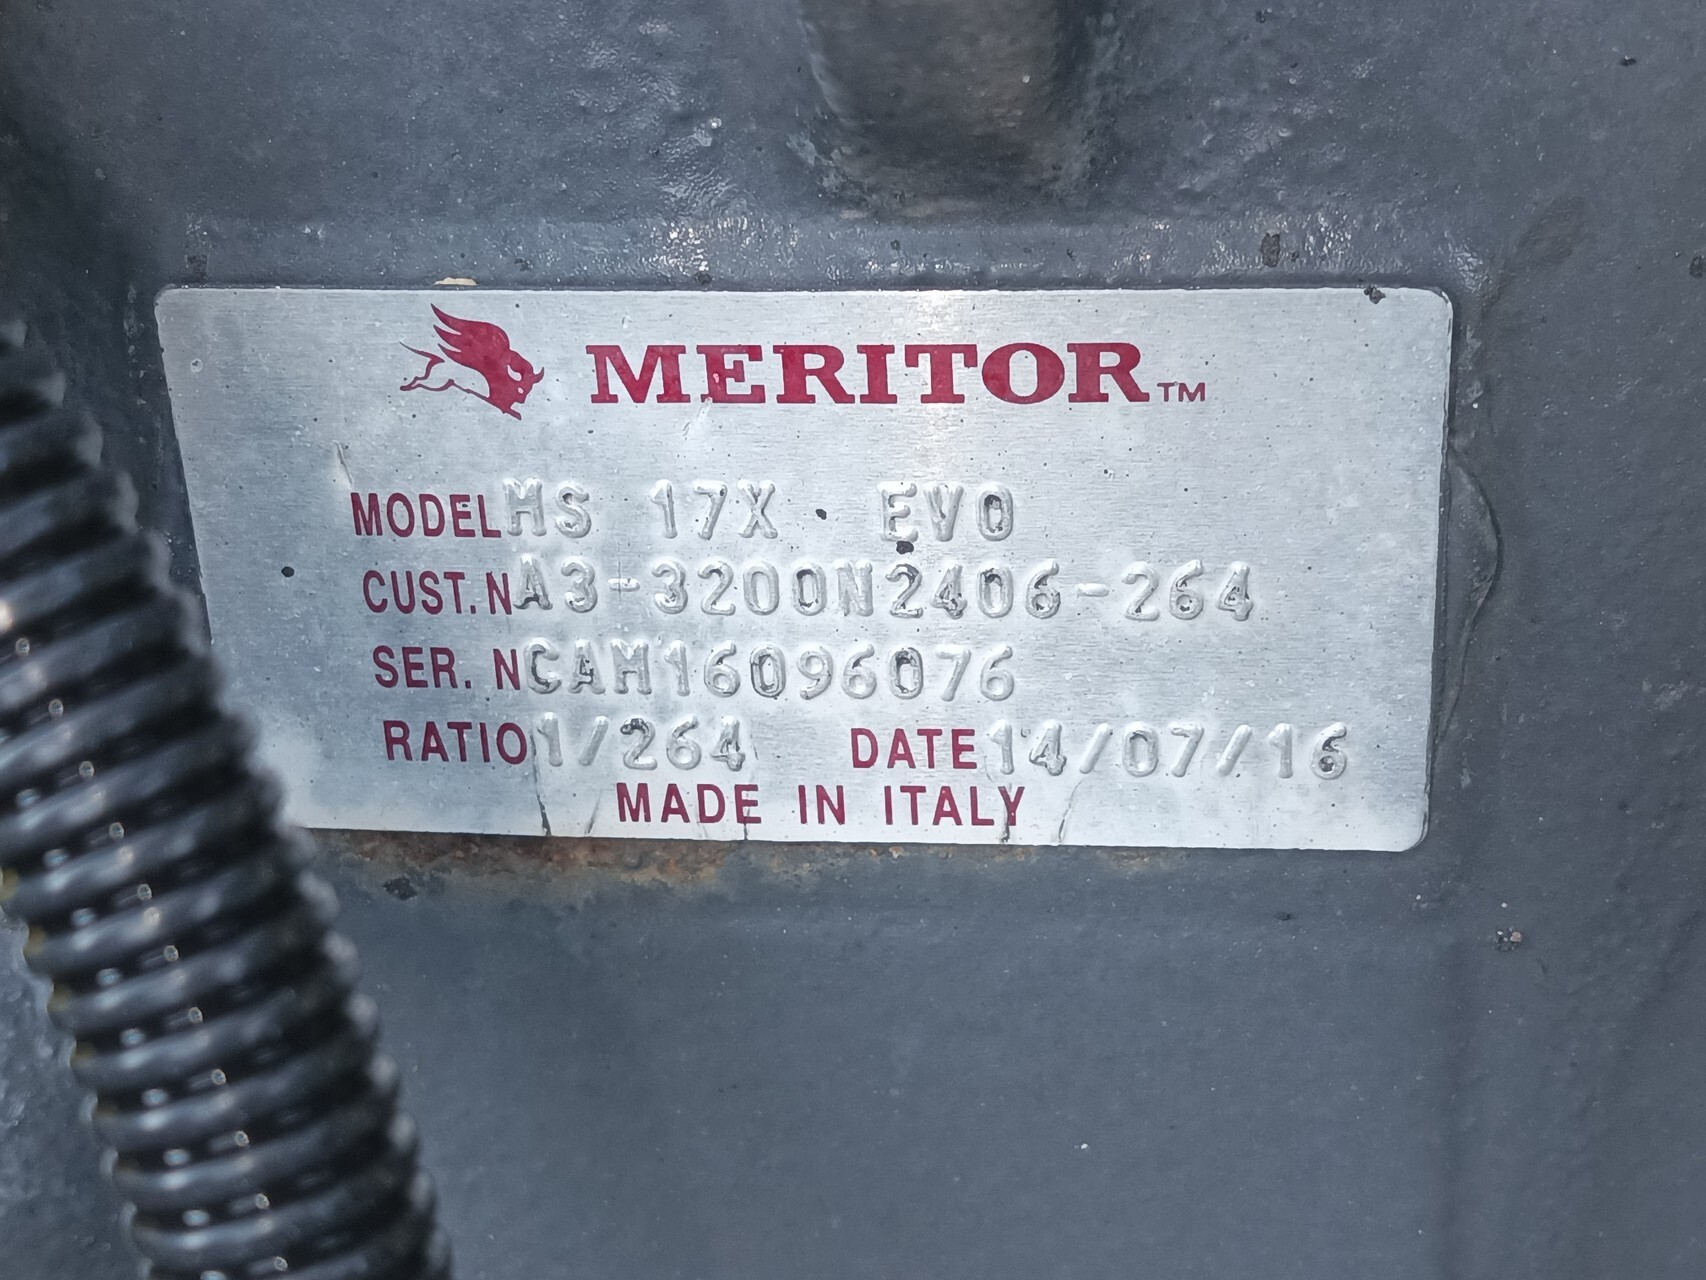 MERITOR™
MODEL MS 17X EVO
CUST. N A3-3200N2406-264
SER. N CAM16096076
RATIO 1/264 DATE 14/07/16
MADE IN ITALY